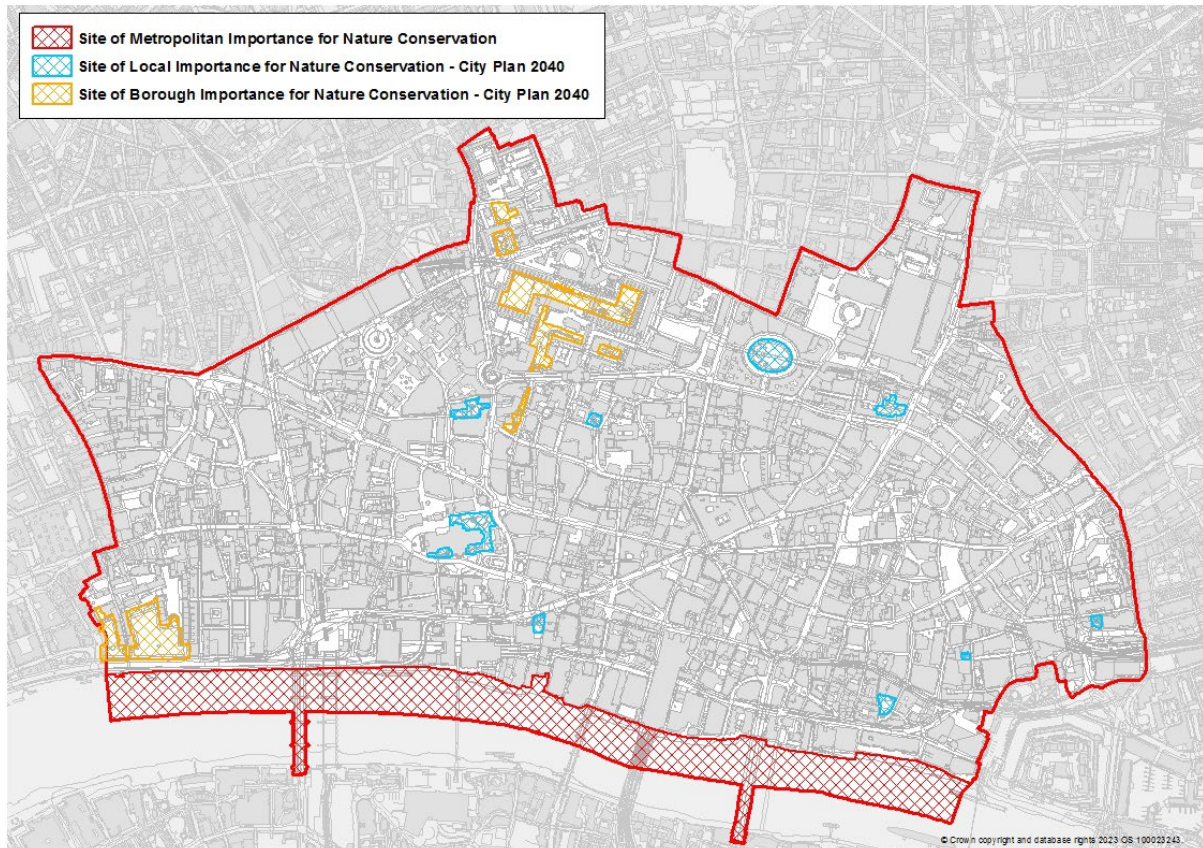 Site of Metropolitan Importance for Nature Conservation
Site of Local Importance for Nature Conservation - City Plan 2040
Site of Borough Importance for Nature Conservation - City Plan 2040
© Crown copyright and database rights 2023 OS 100023243.